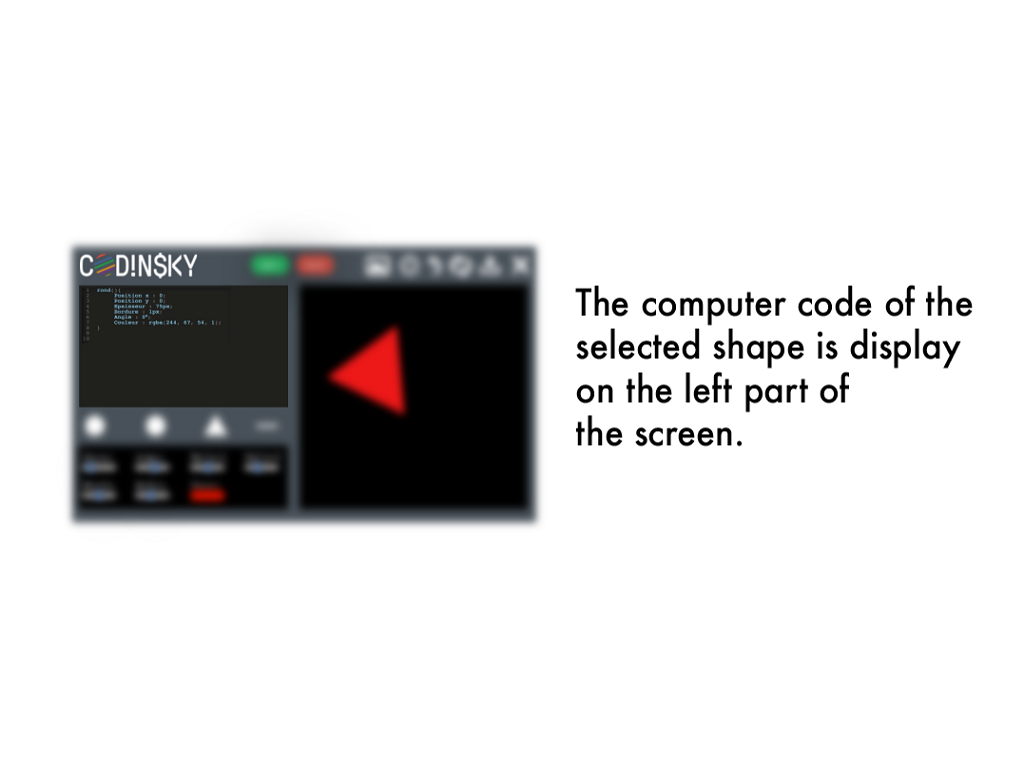 CODIN$KY
rond(){
Position x : 0;
Position y : 0;
Epaisseur : 75px;
Bordure : 1px;
Angle : 0°;
Couleur : rgba(244, 67, 54, 1);
}
The computer code of the
selected shape is display
on the left part of
the screen.